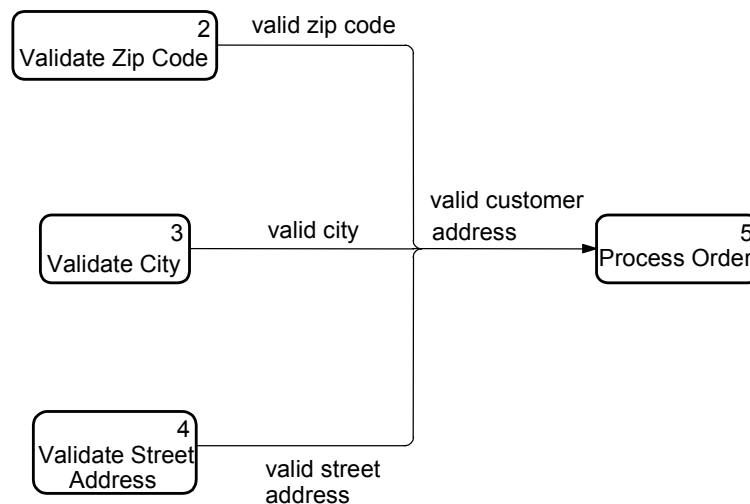 2
Validate Zip Code
valid zip code
3
Validate City
valid city
valid customer
address
5
Process Order
4
Validate Street
Address
valid street
address